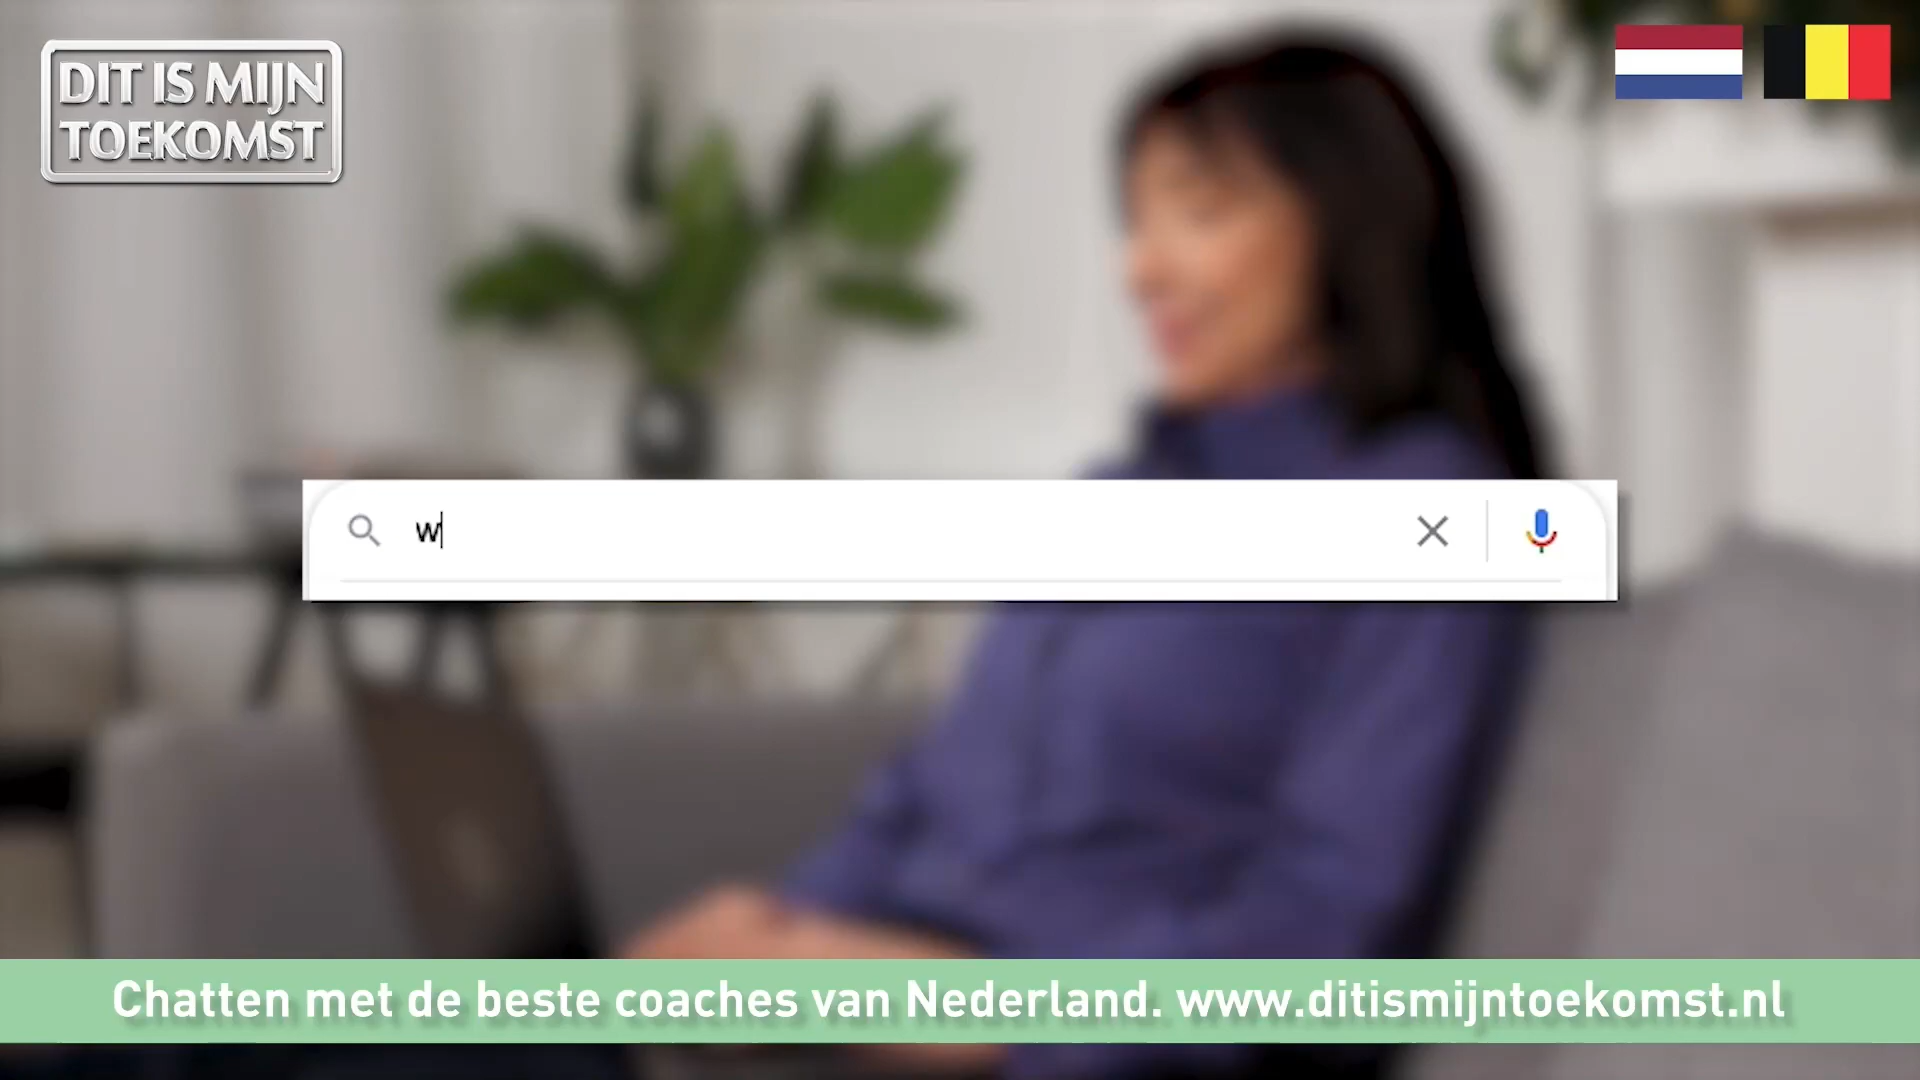 DIT IS MIJN
TOEKOMST
w
Chatten met de beste coaches van Nederland. www.ditismijntoekomst.nl